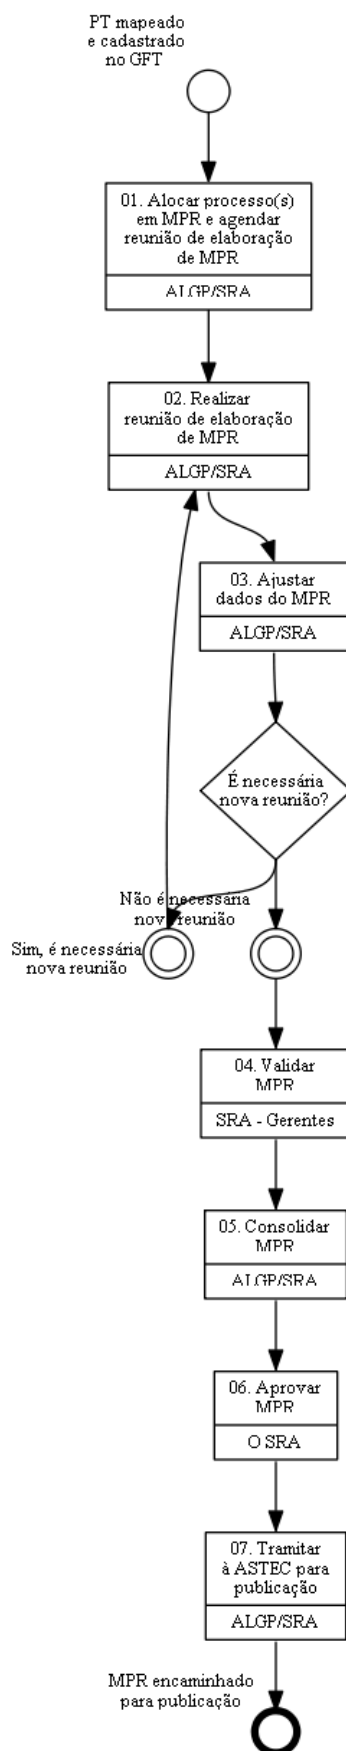 PT mapeado
e cadastrado
no GFT
01. Alocar processo(s)
em MPR e agendar
reunião de elaboração
de MPR
ALGP/SRA
02. Realizar
reunião de elaboração
de MPR
ALGP/SRA
03. Ajustar
dados do MPR
ALGP/SRA
É necessária
nova reunião?
Não é necessária
nova reunião
Sim, é necessária
nova reunião
04. Validar
MPR
SRA - Gerentes
05. Consolidar
MPR
ALGP/SRA
06. Aprovar
MPR
O SRA
07. Tramitar
à ASTEC para
publicação
ALGP/SRA
MPR encaminhado
para publicação